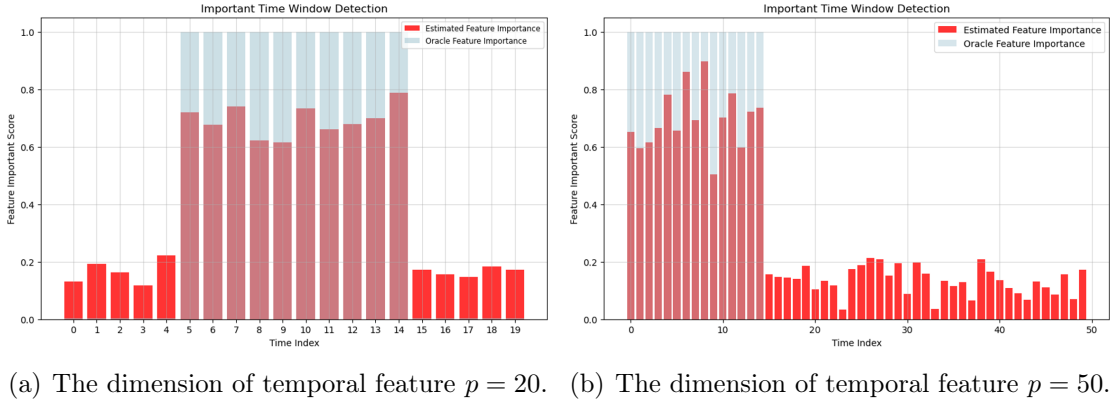 Important Time Window Detection
Estimated Feature Importance
Oracle Feature Importance
Feature Important Score
1.0
0.8
0.6
0.4
0.2
0.0
0 1 2 3 4 5 6 7 8 9 10 11 12 13 14 15 16 17 18 19
Time Index
(a) The dimension of temporal feature p = 20.
Important Time Window Detection
Estimated Feature Importance
Oracle Feature Importance
Feature Important Score
1.0
0.8
0.6
0.4
0.2
0.0
0 10 20 30 40 50
Time Index
(b) The dimension of temporal feature p = 50.